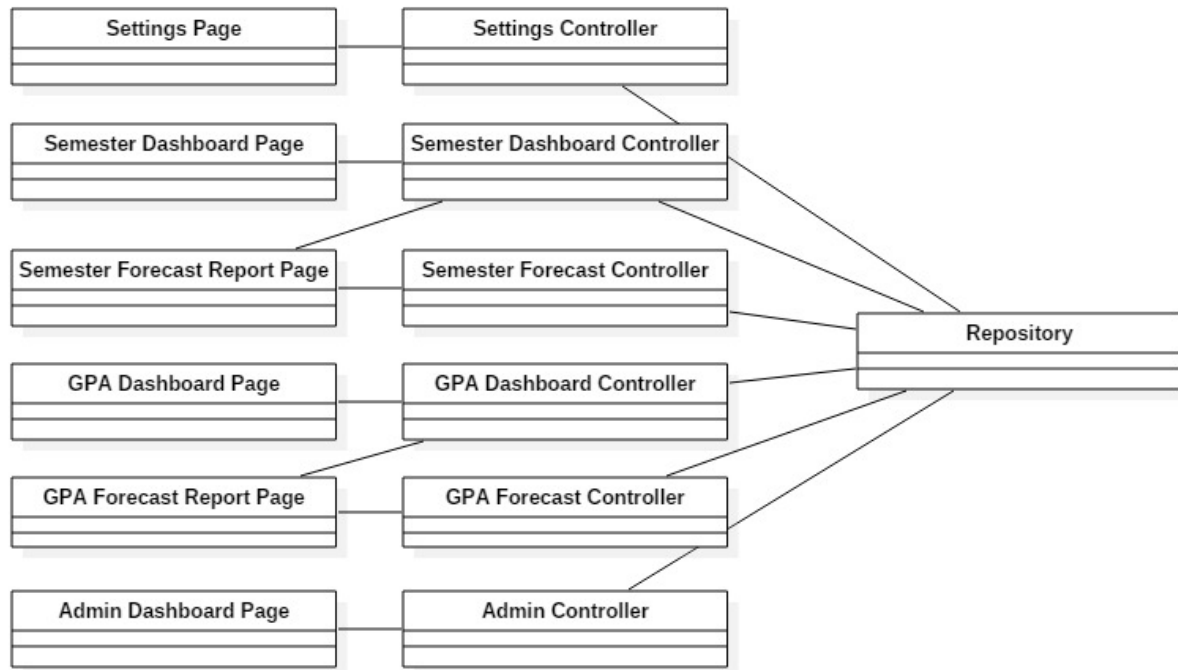 Settings Page
Settings Controller
Semester Dashboard Page
Semester Dashboard Controller
Semester Forecast Report Page
Semester Forecast Controller
Repository
GPA Dashboard Page
GPA Dashboard Controller
GPA Forecast Report Page
GPA Forecast Controller
Admin Dashboard Page
Admin Controller